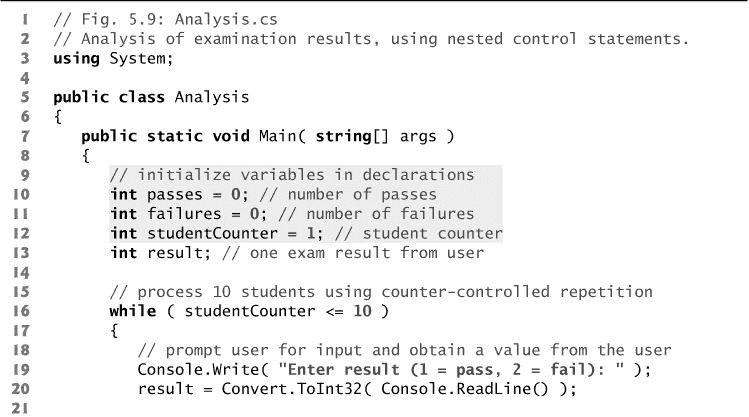 1 // Fig. 5.9: Analysis.cs
2 // Analysis of examination results, using nested control statements.
3 using System;
4
5 public class Analysis
6 {
7 public static void Main( string[] args )
8 {
9 // initialize variables in declarations
10 int passes = 0; // number of passes
11 int failures = 0; // number of failures
12 int studentCounter = 1; // student counter
13 int result; // one exam result from user
14
15 // process 10 students using counter-controlled repetition
16 while ( studentCounter <= 10 )
17 {
18 // prompt user for input and obtain a value from the user
19 Console.Write( "Enter result (1 = pass, 2 = fail): " );
20 result = Convert.ToInt32( Console.ReadLine() );
21